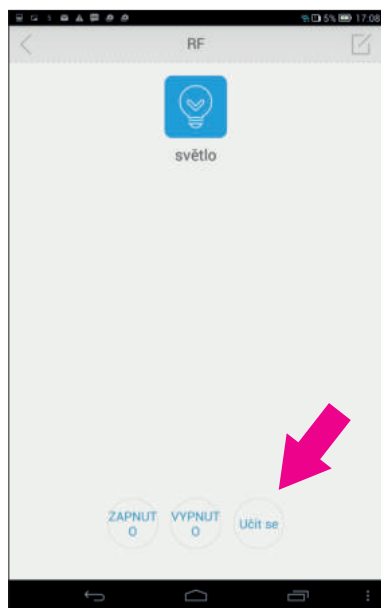 5% 17:08
RF
světlo
ZAPNUT
O
VYPNUT
O
Učit se